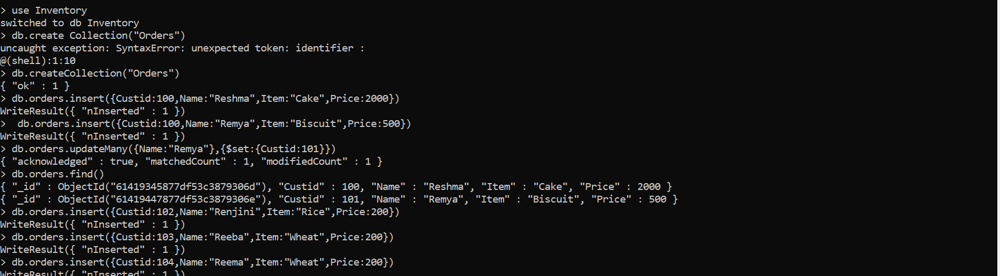 > use Inventory
switched to db Inventory
> db.create Collection("Orders")
uncaught exception: SyntaxError: unexpected token: identifier :
@(shell):1:10
> db.createCollection("Orders")
{ "ok" : 1 }
> db.orders.insert({Custid:100,Name:"Reshma",Item:"Cake",Price:2000})
WriteResult({ "nInserted" : 1 })
>  db.orders.insert({Custid:100,Name:"Remya",Item:"Biscuit",Price:500})
WriteResult({ "nInserted" : 1 })
> db.orders.updateMany({Name:"Remya"},{$set:{Custid:101}})
{ "acknowledged" : true, "matchedCount" : 1, "modifiedCount" : 1 }
> db.orders.find()
{ "_id" : ObjectId("61419345877df53c3879306d"), "Custid" : 100, "Name" : "Reshma", "Item" : "Cake", "Price" : 2000 }
{ "_id" : ObjectId("61419447877df53c3879306e"), "Custid" : 101, "Name" : "Remya", "Item" : "Biscuit", "Price" : 500 }
> db.orders.insert({Custid:102,Name:"Renjini",Item:"Rice",Price:200})
WriteResult({ "nInserted" : 1 })
> db.orders.insert({Custid:103,Name:"Reeba",Item:"Wheat",Price:200})
WriteResult({ "nInserted" : 1 })
> db.orders.insert({Custid:104,Name:"Reema",Item:"Wheat",Price:200})
WriteResult({ "nInserted" : 1 })